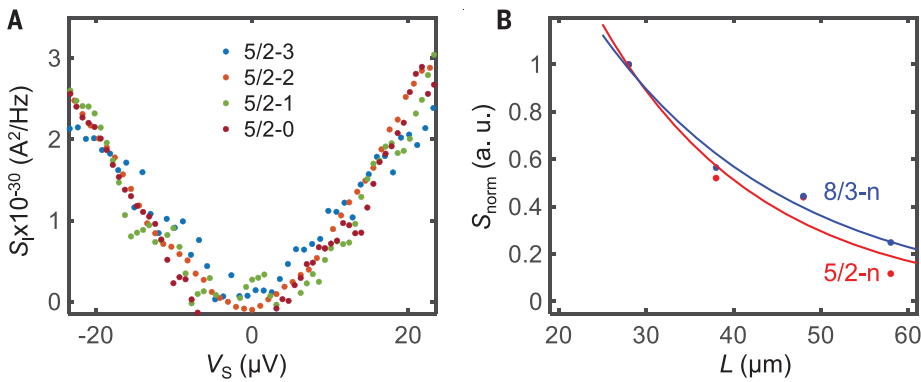 A
S_I x10^-30 (A^2/Hz)
3
2
1
0
5/2-3
5/2-2
5/2-1
5/2-0
-20
0
20
V_S (µV)
B
S_norm (a. u.)
1
0.8
0.6
0.4
0.2
0
8/3-n
5/2-n
20
30
40
50
60
L (µm)